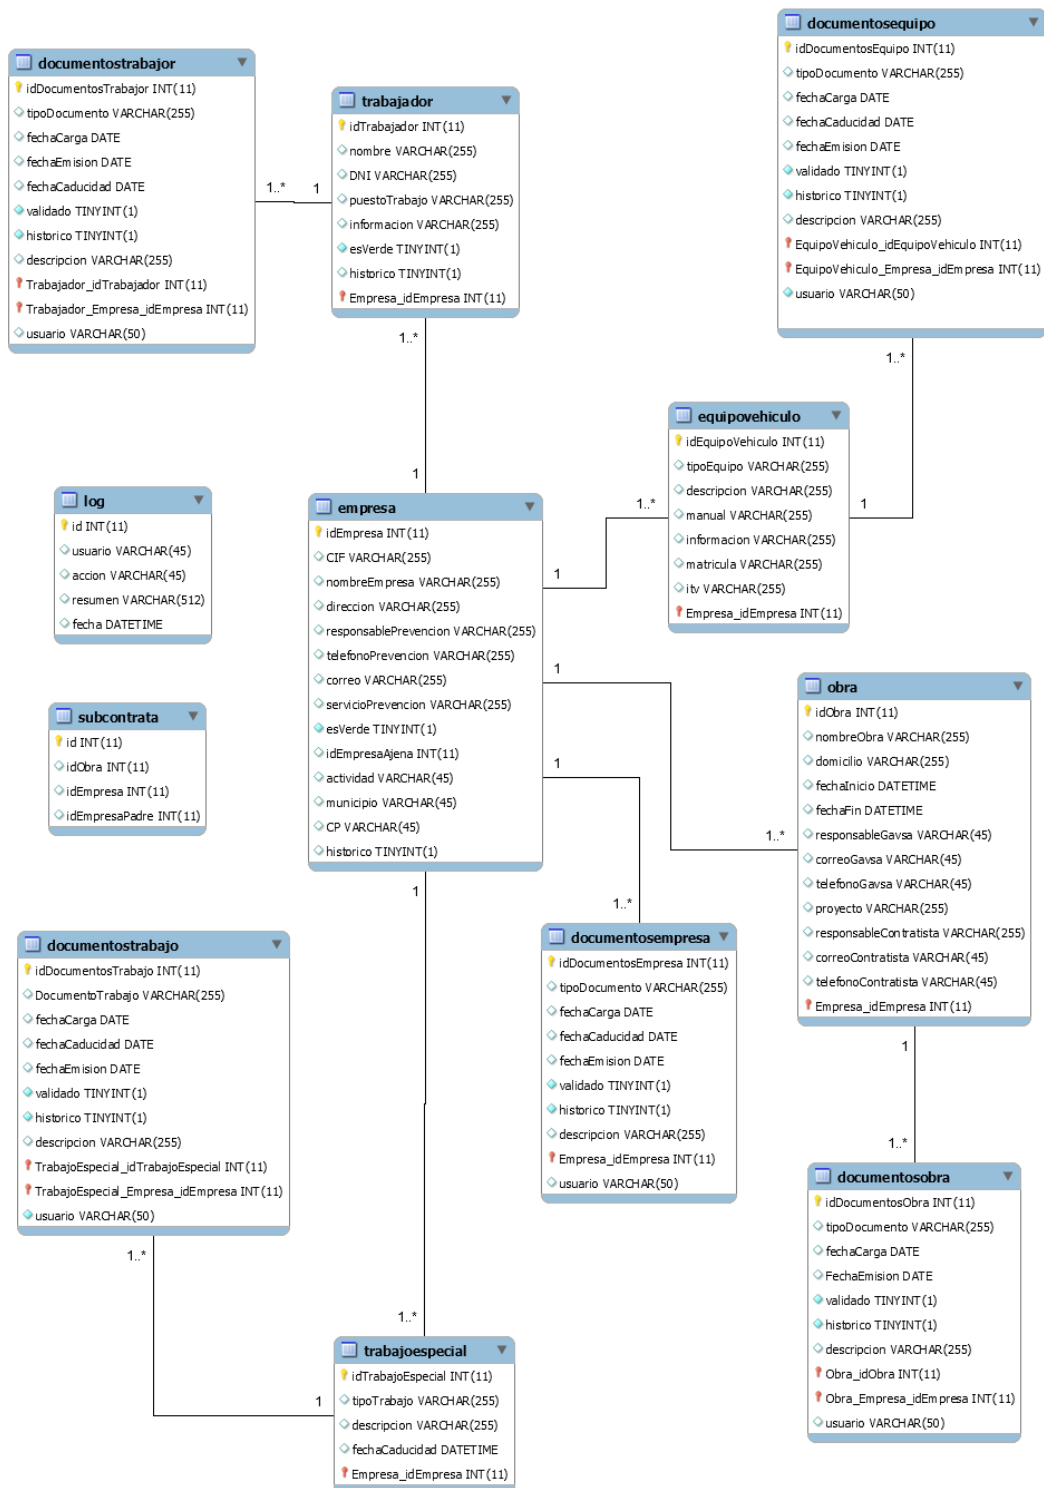 documentosequipo
idDocumentosEquipo INT(11)
tipoDocumento VARCHAR(255)
fechaCarga DATE
fechaCaducidad DATE
fechaEmision DATE
validado TINYINT(1)
historico TINYINT(1)
descripcion VARCHAR(255)
EquipoVehiculo_idEquipoVehiculo INT(11)
EquipoVehiculo_Empresa_idEmpresa INT(11)
usuario VARCHAR(50)
documentostrabajor
idDocumentosTrabajor INT(11)
tipoDocumento VARCHAR(255)
fechaCarga DATE
fechaEmision DATE
fechaCaducidad DATE
validado TINYINT(1)
historico TINYINT(1)
descripcion VARCHAR(255)
Trabajador_idTrabajador INT(11)
Trabajador_Empresa_idEmpresa INT(11)
usuario VARCHAR(50)
1..*
1
trabajador
idTrabajador INT(11)
nombre VARCHAR(255)
DNI VARCHAR(255)
puestoTrabajo VARCHAR(255)
informacion VARCHAR(255)
esVerde TINYINT(1)
historico TINYINT(1)
Empresa_idEmpresa INT(11)
1..*
1
1..*
1
equipovehiculo
idEquipoVehiculo INT(11)
tipoEquipo VARCHAR(255)
descripcion VARCHAR(255)
manual VARCHAR(255)
informacion VARCHAR(255)
matricula VARCHAR(255)
itv VARCHAR(255)
Empresa_idEmpresa INT(11)
1..*
1
log
id INT(11)
usuario VARCHAR(45)
accion VARCHAR(45)
resumen VARCHAR(512)
fecha DATETIME
empresa
idEmpresa INT(11)
CIF VARCHAR(255)
nombreEmpresa VARCHAR(255)
direccion VARCHAR(255)
responsablePrevencion VARCHAR(255)
telefonoPrevencion VARCHAR(255)
correo VARCHAR(255)
servicioPrevencion VARCHAR(255)
esVerde TINYINT(1)
idEmpresaAjena INT(11)
actividad VARCHAR(45)
municipio VARCHAR(45)
CP VARCHAR(45)
historico TINYINT(1)
1
1..*
1
1..*
1
1..*
subcontrata
id INT(11)
idObra INT(11)
idEmpresa INT(11)
idEmpresaPadre INT(11)
obra
idObra INT(11)
nombreObra VARCHAR(255)
domicilio VARCHAR(255)
fechaInicio DATETIME
fechaFin DATETIME
responsableGavsa VARCHAR(45)
correoGavsa VARCHAR(45)
telefonoGavsa VARCHAR(45)
proyecto VARCHAR(255)
responsableContratista VARCHAR(255)
correoContratista VARCHAR(45)
telefonoContratista VARCHAR(45)
Empresa_idEmpresa INT(11)
1
1..*
documentostrabajo
idDocumentosTrabajo INT(11)
DocumentoTrabajo VARCHAR(255)
fechaCarga DATE
fechaCaducidad DATE
fechaEmision DATE
validado TINYINT(1)
historico TINYINT(1)
descripcion VARCHAR(255)
TrabajoEspecial_idTrabajoEspecial INT(11)
TrabajoEspecial_Empresa_idEmpresa INT(11)
usuario VARCHAR(50)
1..*
1
documentosempresa
idDocumentosEmpresa INT(11)
tipoDocumento VARCHAR(255)
fechaCarga DATE
fechaCaducidad DATE
fechaEmision DATE
validado TINYINT(1)
historico TINYINT(1)
descripcion VARCHAR(255)
Empresa_idEmpresa INT(11)
usuario VARCHAR(50)
documentosobra
idDocumentosObra INT(11)
tipoDocumento VARCHAR(255)
fechaCarga DATE
FechaEmision DATE
validado TINYINT(1)
historico TINYINT(1)
descripcion VARCHAR(255)
Obra_idObra INT(11)
Obra_Empresa_idEmpresa INT(11)
usuario VARCHAR(50)
trabajoespecial
idTrabajoEspecial INT(11)
tipoTrabajo VARCHAR(255)
descripcion VARCHAR(255)
fechaCaducidad DATETIME
Empresa_idEmpresa INT(11)